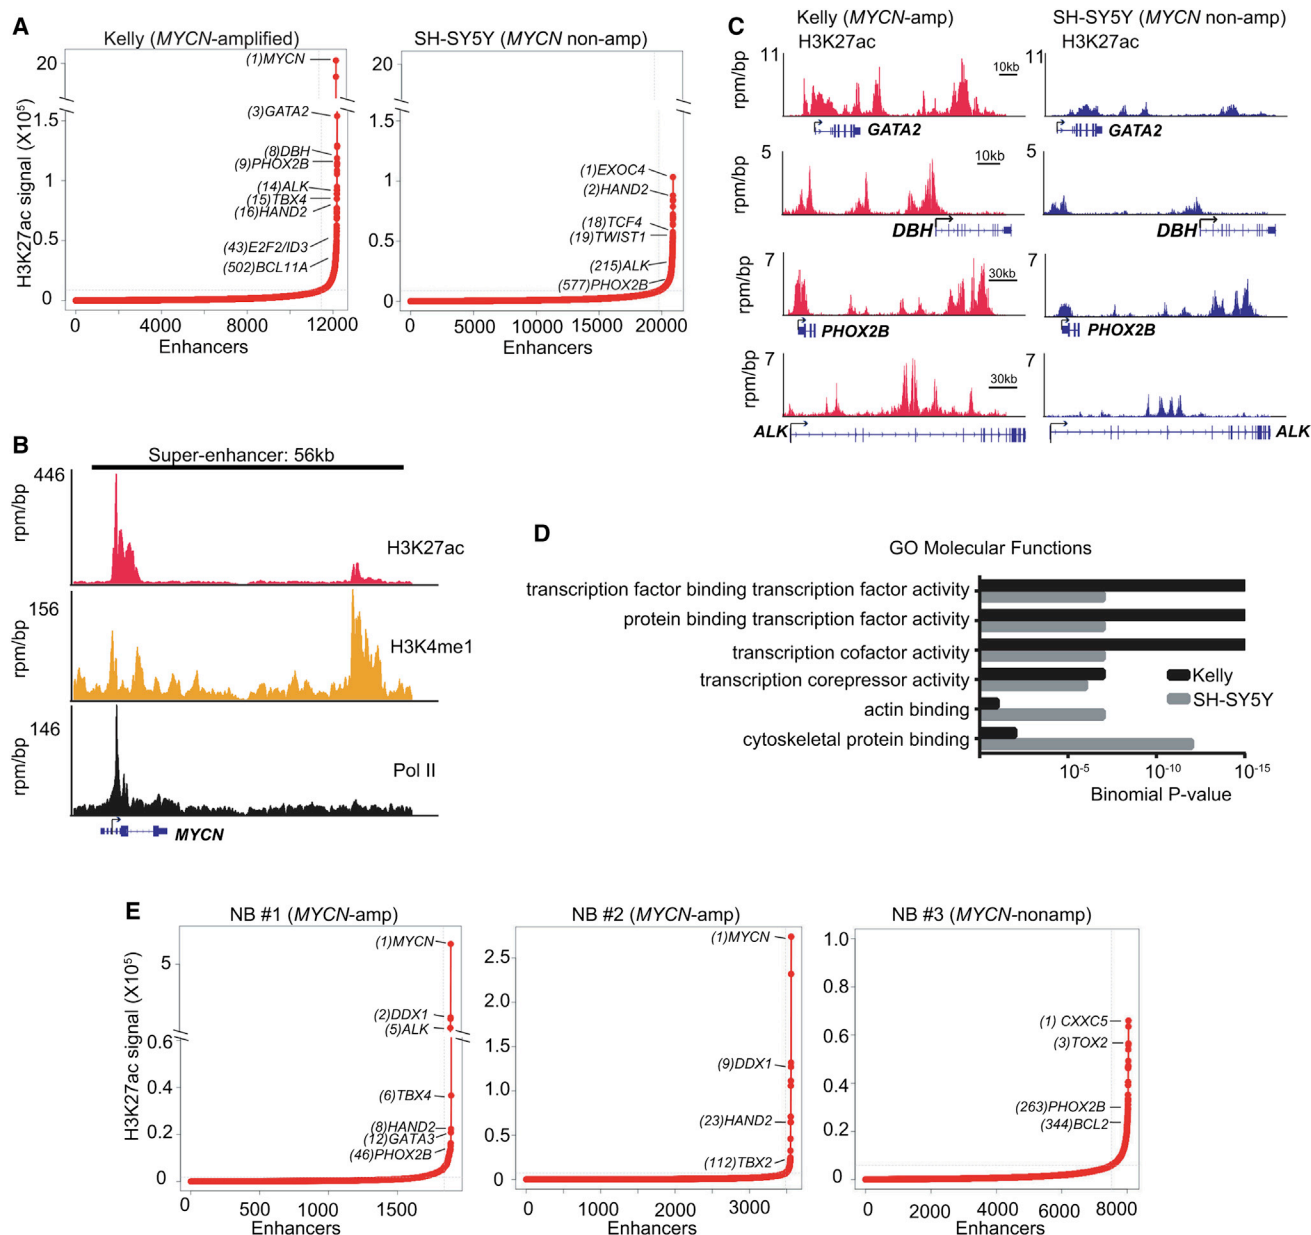 A
Kelly (MYCN-amplified)
SH-SY5Y (MYCN non-amp)
H3K27ac signal (X10⁵)
20
1.5
1
0.5
0
(1)MYCN
(3)GATA2
(8)DBH
(9)PHOX2B
(14)ALK
(15)TBX4
(16)HAND2
(43)E2F2/ID3
(502)BCL11A
0
4000
8000
12000
Enhancers
20
1.5
1
0.5
0
(1)EXOC4
(2)HAND2
(18)TCF4
(19)TWIST1
(215)ALK
(577)PHOX2B
0
5000
10000
15000
20000
Enhancers
B
Super-enhancer: 56kb
446
rpm/bp
H3K27ac
156
rpm/bp
H3K4me1
146
rpm/bp
Pol II
MYCN
C
Kelly (MYCN-amp)
H3K27ac
SH-SY5Y (MYCN non-amp)
H3K27ac
11
rpm/bp
10kb
GATA2
11
GATA2
5
rpm/bp
10kb
DBH
5
DBH
7
rpm/bp
30kb
PHOX2B
7
PHOX2B
7
rpm/bp
30kb
ALK
7
ALK
D
GO Molecular Functions
transcription factor binding transcription factor activity
protein binding transcription factor activity
transcription cofactor activity
transcription corepressor activity
actin binding
cytoskeletal protein binding
Kelly
SH-SY5Y
10⁻⁵
10⁻¹⁰
10⁻¹⁵
Binomial P-value
E
NB #1 (MYCN-amp)
H3K27ac signal (X10⁵)
5
0.6
0.4
0.2
0
(1)MYCN
(2)DDX1
(5)ALK
(6)TBX4
(8)HAND2
(12)GATA3
(46)PHOX2B
0
500
1000
1500
Enhancers
NB #2 (MYCN-amp)
2.5
2.0
1.5
1.0
0.5
0
(1)MYCN
(9)DDX1
(23)HAND2
(112)TBX2
0
1000
2000
3000
Enhancers
NB #3 (MYCN-nonamp)
1.0
0.8
0.6
0.4
0.2
0
(1) CXXC5
(3)TOX2
(263)PHOX2B
(344)BCL2
0
2000
4000
6000
8000
Enhancers